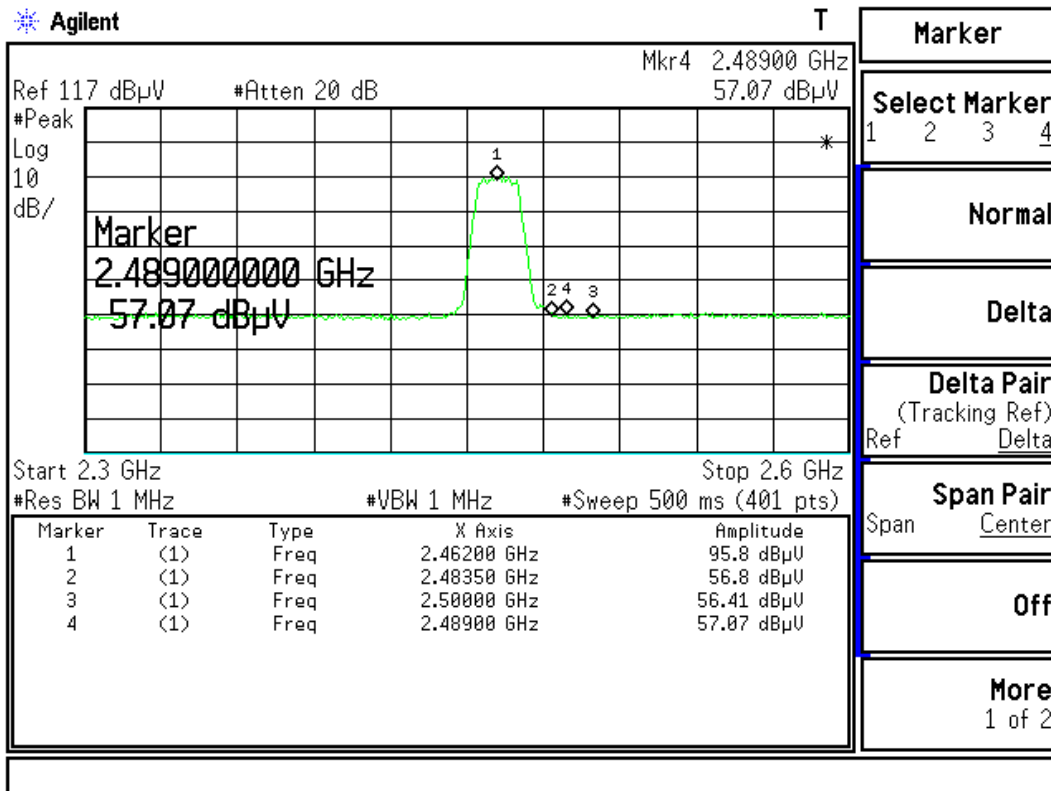 Agilent T
Mkr4 2.48900 GHz
Ref 117 dBµV #Atten 20 dB 57.07 dBµV
#Peak
Log
10
dB/
1
*
Marker
2.489000000 GHz
57.07 dBµV
2 4 3
Start 2.3 GHz Stop 2.6 GHz
#Res BW 1 MHz #VBW 1 MHz #Sweep 500 ms (401 pts)
Marker Trace Type X Axis Amplitude
1 (1) Freq 2.46200 GHz 95.8 dBµV
2 (1) Freq 2.48350 GHz 56.8 dBµV
3 (1) Freq 2.50000 GHz 56.41 dBµV
4 (1) Freq 2.48900 GHz 57.07 dBµV
Marker
Select Marker
1 2 3 4
Normal
Delta
Delta Pair
(Tracking Ref)
Ref Delta
Span Pair
Span Center
Off
More
1 of 2